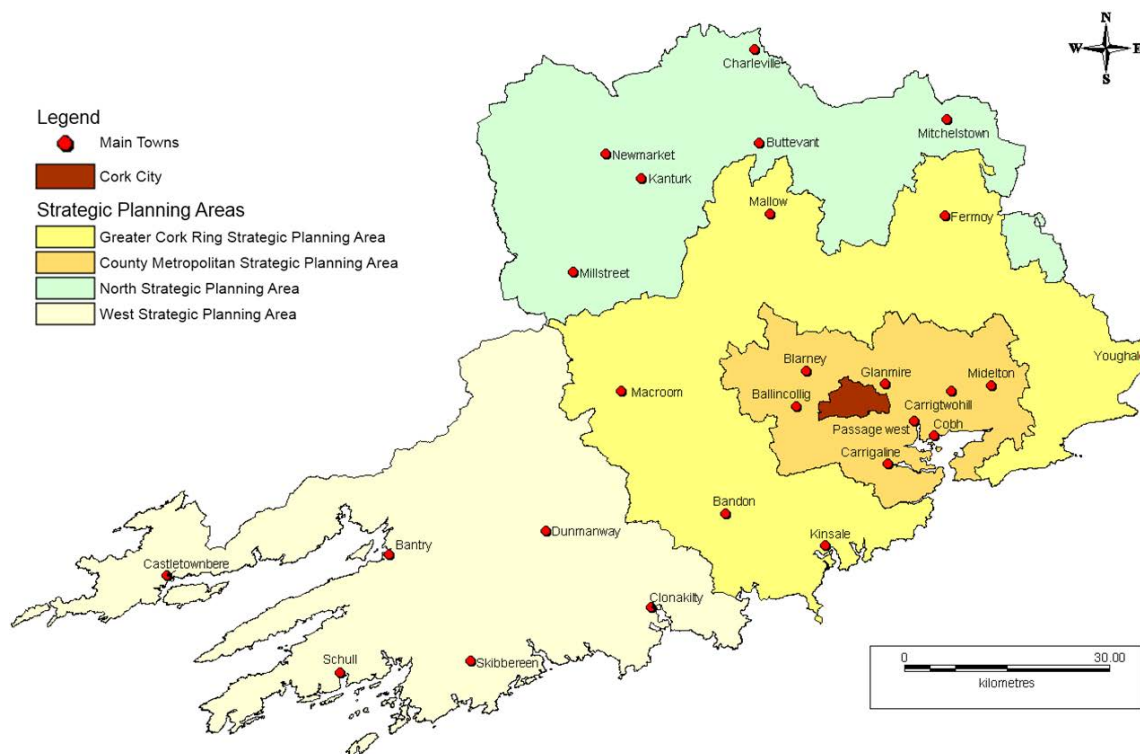 N
W E
S
Legend
Main Towns
Cork City
Strategic Planning Areas
Greater Cork Ring Strategic Planning Area
County Metropolitan Strategic Planning Area
North Strategic Planning Area
West Strategic Planning Area
Charleville
Mitchelstown
Buttevant
Newmarket
Kanturk
Mallow
Fermoy
Millstreet
Youghal
Blarney
Glanmire
Midelton
Macroom
Ballincollig
Carrigtwohill
Passage west
Cobh
Carrigaline
Bandon
Dunmanway
Kinsale
Bantry
Castletownbere
Clonakilty
Schull
Skibbereen
0 30.00
kilometres